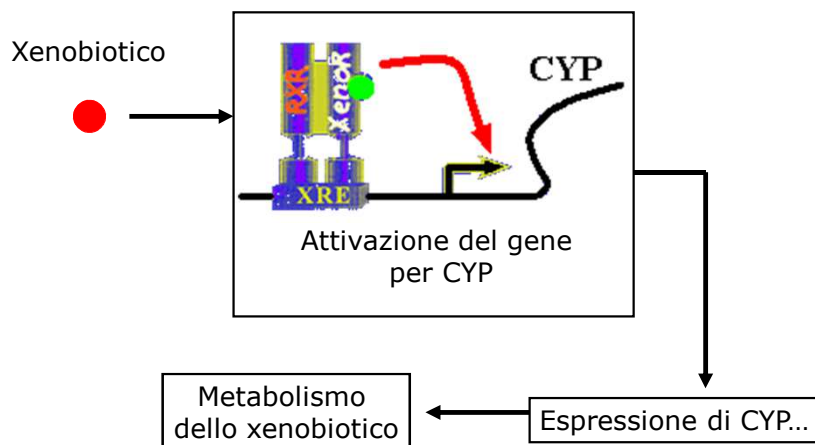 Xenobiotico
RXR
XenoR
CYP
XRE
Attivazione del gene
per CYP
Metabolismo
dello xenobiotico
Espressione di CYP…